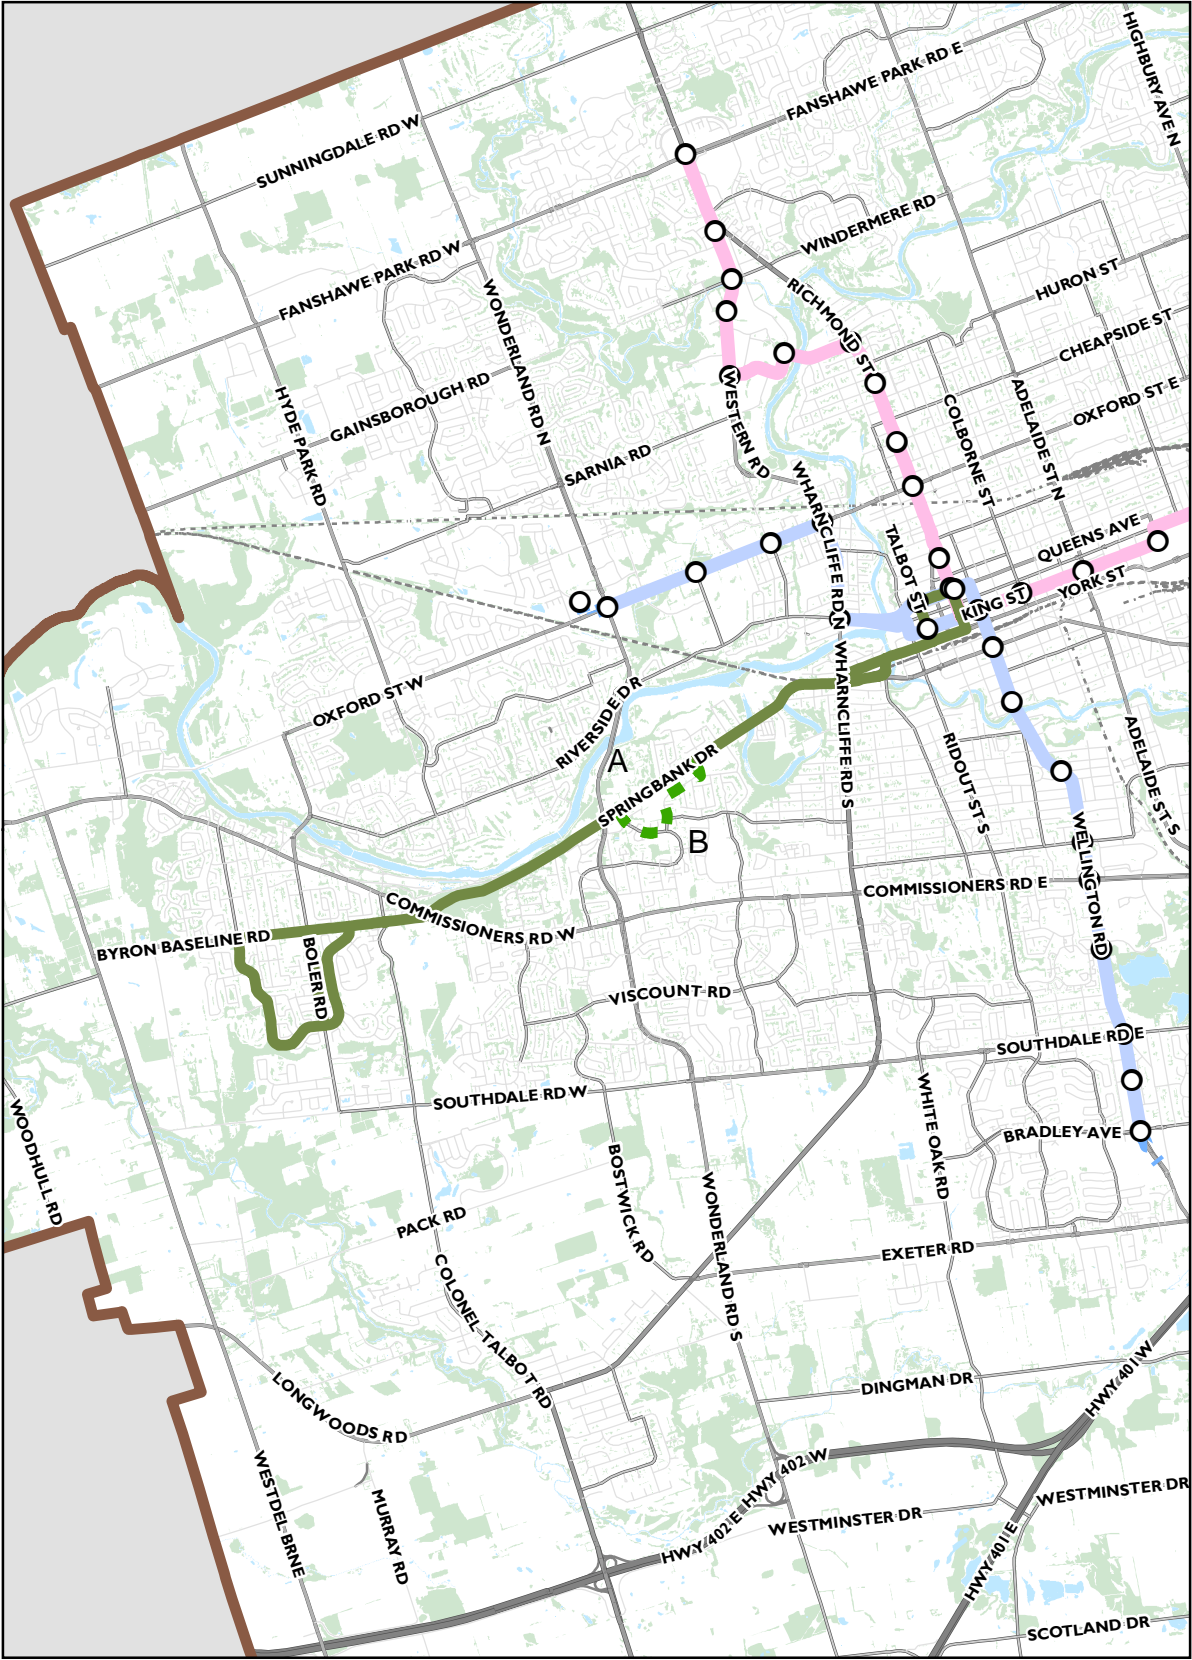 HIGHBURY AVE N
FANSHAWE PARK RD E
SUNNINGDALE RD W
WINDERMERE RD
FANSHAWE PARK RD W
HURON ST
RICHMOND ST
CHEAPSIDE ST
WONDERLAND RD N
GAINSBOROUGH RD
HYDE PARK RD
WESTERN RD
COLBORNE ST
ADELAIDE ST N
OXFORD ST E
SARNIA RD
WHARNCLIFFE RD N
TALBOT ST
QUEENS AVE
YORK ST
KING ST
OXFORD ST W
RIVERSIDE DR
WHARNCLIFFE RD S
RIDOUT ST S
ADELAIDE ST S
A
SPRINGBANK DR
B
WELLINGTON RD
COMMISSIONERS RD E
COMMISSIONERS RD W
BYRON BASELINE RD
BOLER RD
VISCOUNT RD
SOUTHDALE RD E
SOUTHDALE RD W
WHITE OAK RD
BRADLEY AVE
WOODHULL RD
BOSTWICK RD
PACK RD
WONDERLAND RD S
EXETER RD
COLONEL TALBOT RD
HWY 401 W
DINGMAN DR
LONGWOODS RD
HWY 402 W
WESTDEL BRNE
MURRAY RD
WESTMINSTER DR
WESTMINSTER DR
HWY 402 E
HWY 401 E
SCOTLAND DR